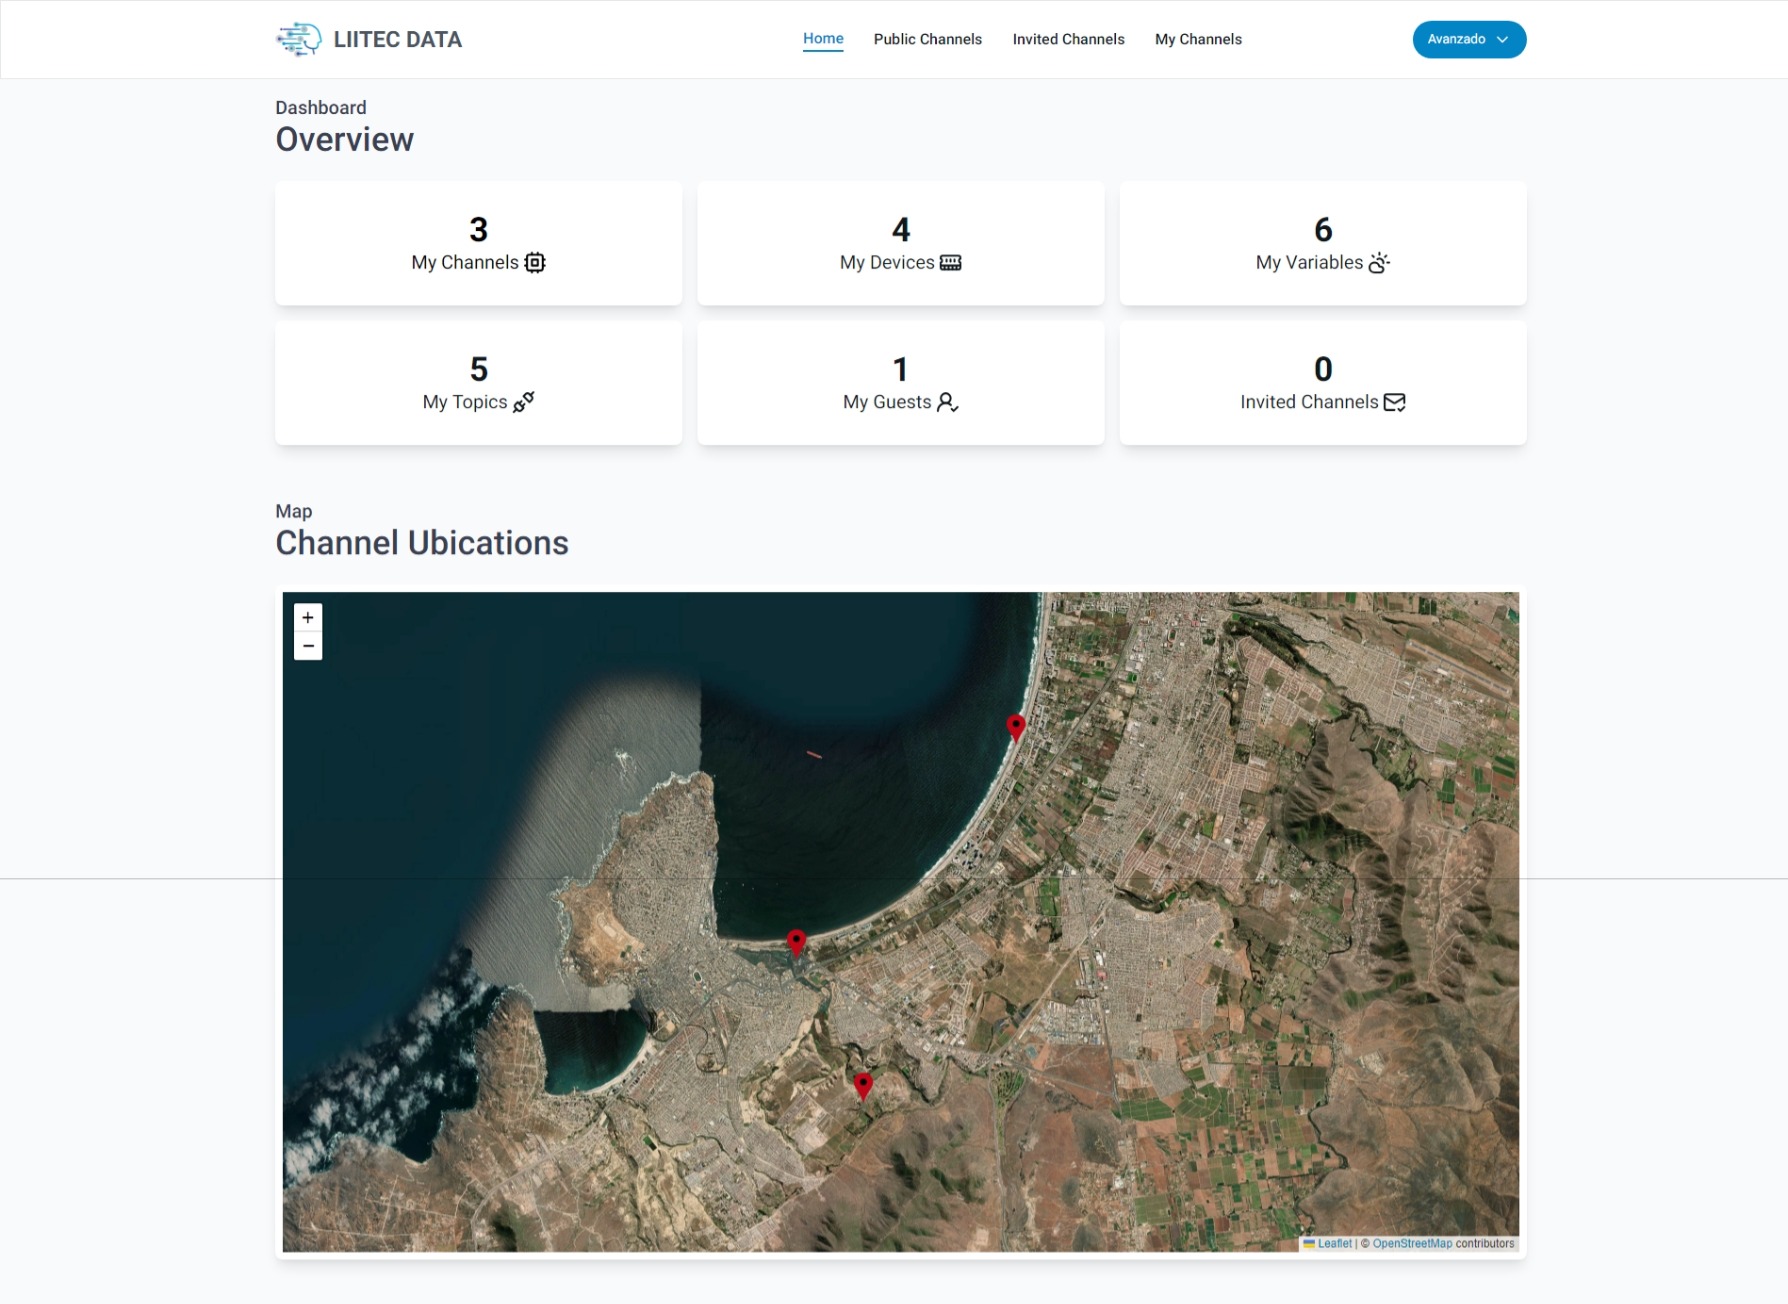 LIITEC DATA
Home
Public Channels
Invited Channels
My Channels
Avanzado
Dashboard
Overview
3
My Channels
4
My Devices
6
My Variables
5
My Topics
1
My Guests
0
Invited Channels
Map
Channel Ubications
+
−
Leaflet | © OpenStreetMap contributors